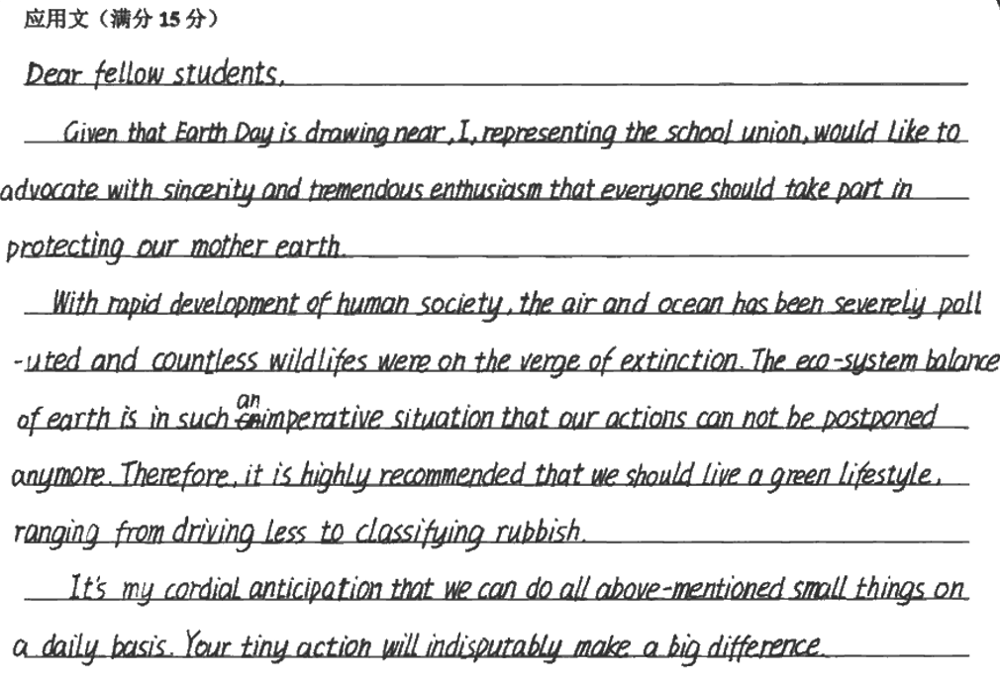 应用文（满分 15 分）
Dear fellow students,
Given that Earth Day is drawing near, I, representing the school union, would like to
advocate with sincerity and tremendous enthusiasm that everyone should take part in
protecting our mother earth.
With rapid development of human society, the air and ocean has been severely poll
-uted and countless wildlifes were on the verge of extinction. The eco-system balance
of earth is in such an imperative situation that our actions can not be postponed
anymore. Therefore, it is highly recommended that we should live a green lifestyle,
ranging from driving less to classifying rubbish.
It's my cordial anticipation that we can do all above-mentioned small things on
a daily basis. Your tiny action will indisputably make a big difference.